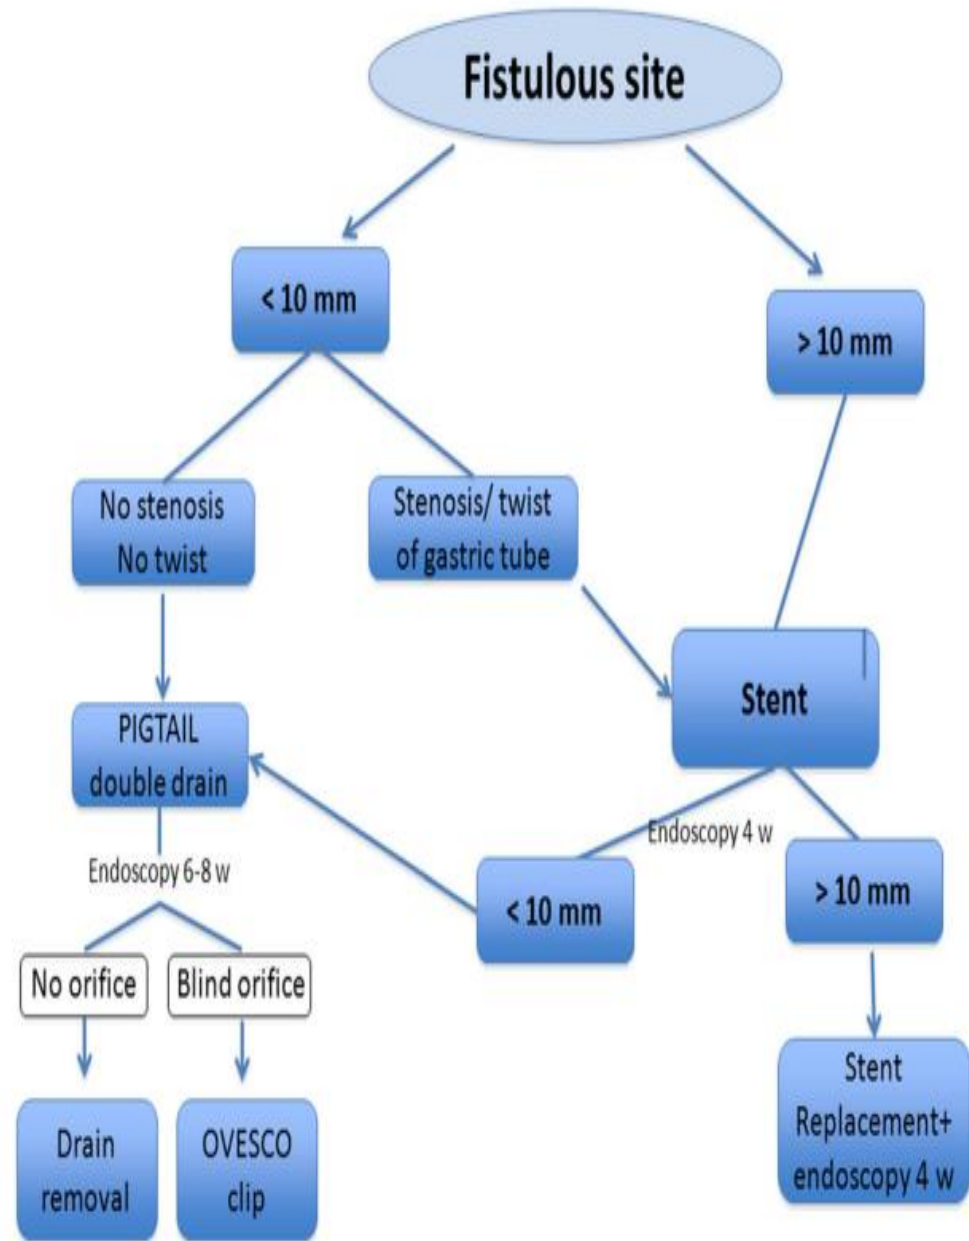 Fistulous site
< 10 mm
> 10 mm
No stenosis
No twist
Stenosis/ twist
of gastric tube
Stent
PIGTAIL
double drain
Endoscopy 4 w
Endoscopy 6-8 w
< 10 mm
> 10 mm
No orifice
Blind orifice
Stent
Replacement+
endoscopy 4 w
Drain
removal
OVESCO
clip